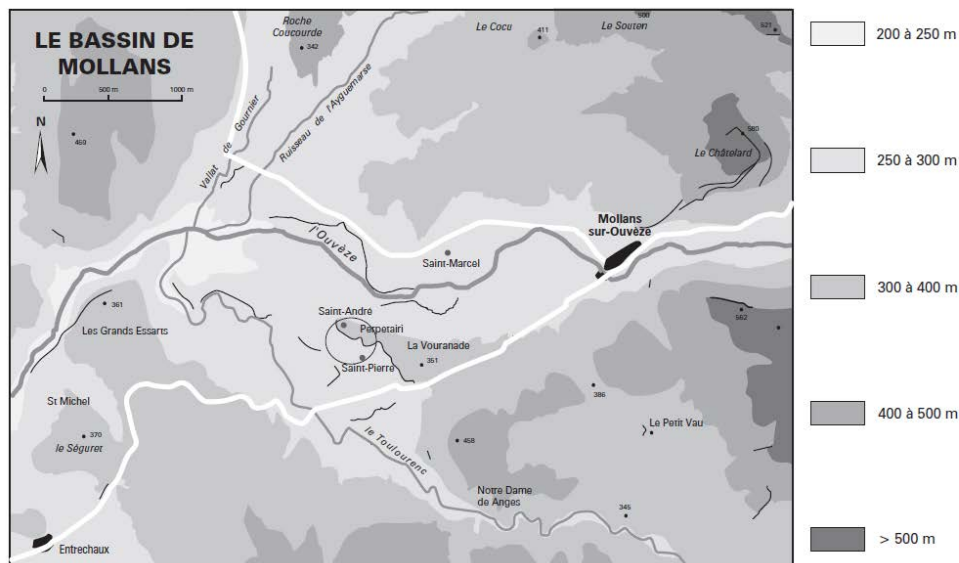 LE BASSIN DE
MOLLANS
0 500 m 1000 m
N
460
Roche
Coucourde
342
Le Cocu
411
Le Souten
500
521
Vallat de Gournier
Ruisseau de l'Ayguemarse
580
Le Châtelard
Mollans
sur-Ouvèze
l'Ouvèze
Saint-Marcel
361
Les Grands Essarts
Saint-André
Perpetairi
Saint-Pierre
La Vouranade
351
562
386
St Michel
370
le Séguret
le Toulourenc
458
Le Petit Vau
Notre Dame
de Anges
345
Entrechaux
200 à 250 m
250 à 300 m
300 à 400 m
400 à 500 m
> 500 m